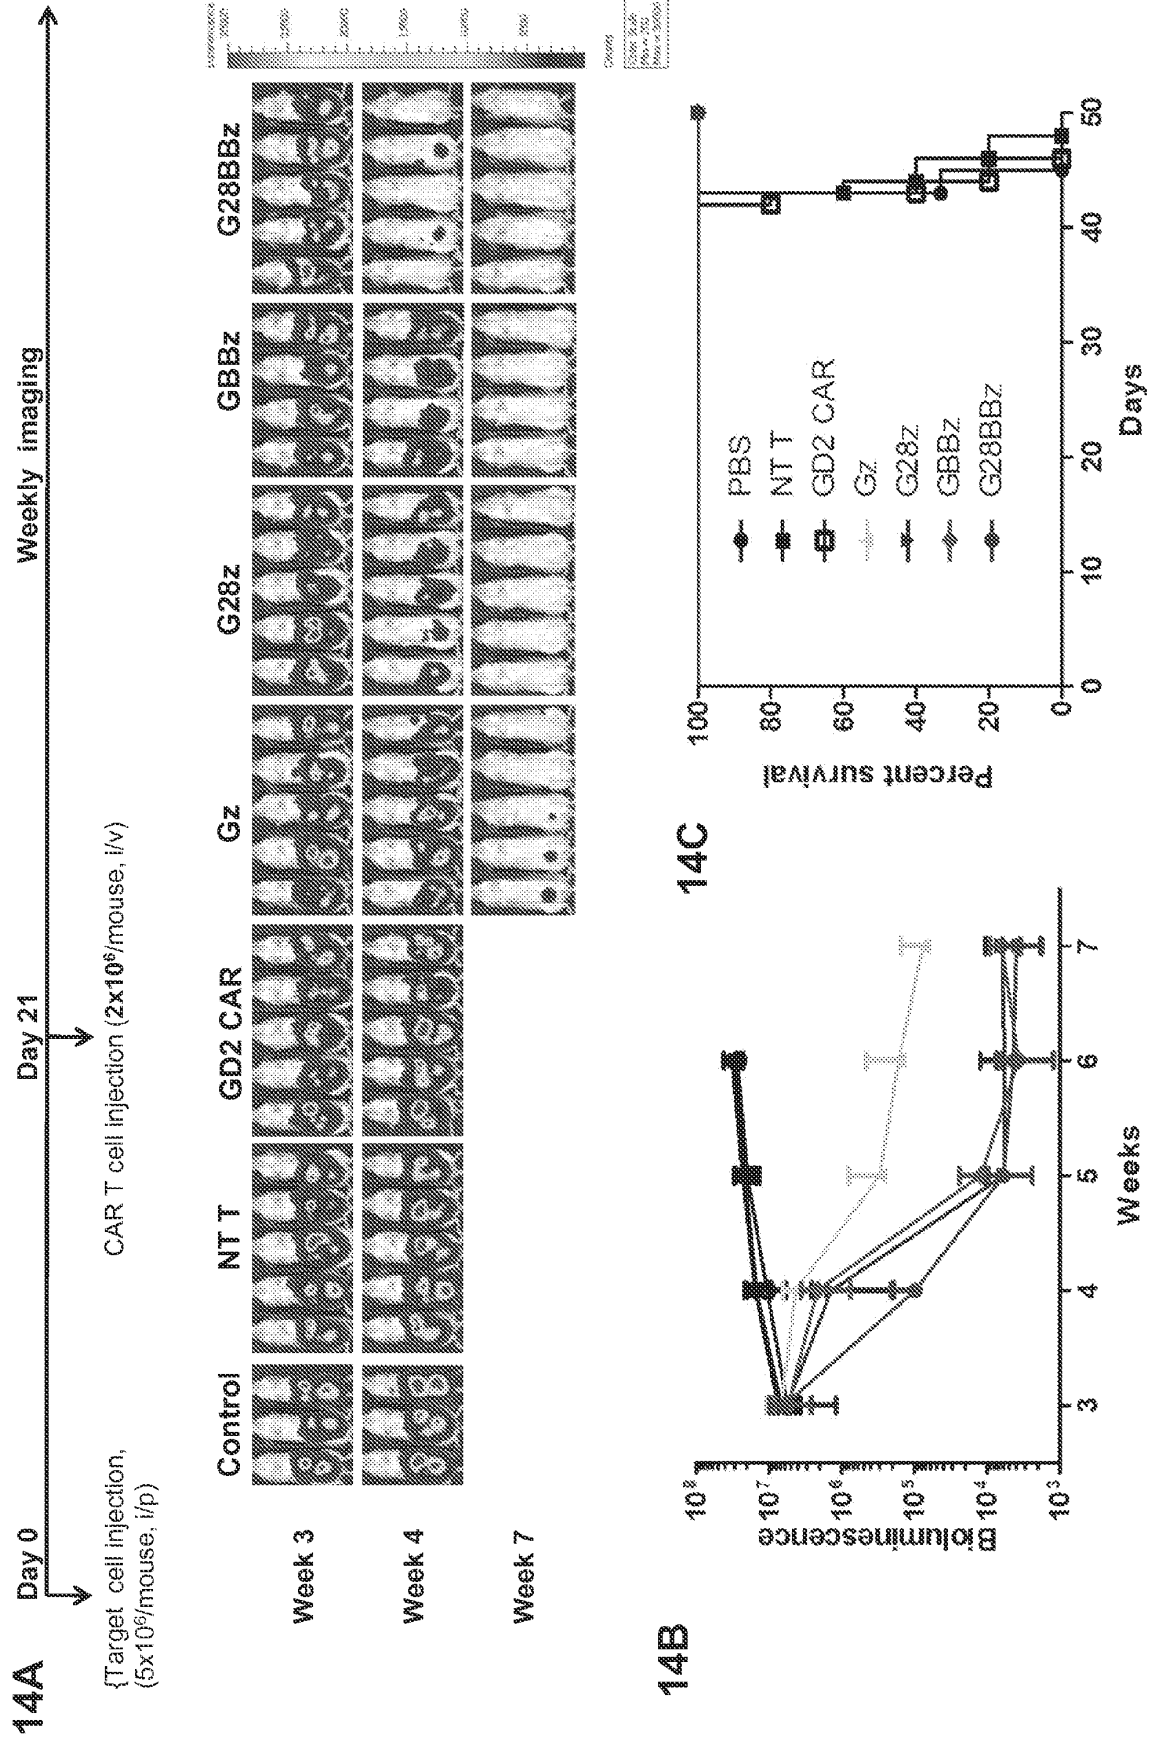 14A
Day 0
Day 21
Weekly imaging
{Target cell injection,
(5x10⁶/mouse, i/p)
CAR T cell injection (2x10⁶/mouse, i/v)
Control
NT T
GD2 CAR
Gz
G28z
GBBz
G28BBz
Week 3
Week 4
Week 7
Counts
14B
Bioluminescence
10⁸
10⁷
10⁶
10⁵
10⁴
10³
3
4
5
6
7
Weeks
14C
Percent survival
100
80
60
40
20
0
0
10
20
30
40
50
Days
PBS
NT T
GD2 CAR
Gz
G28z
GBBz
G28BBz